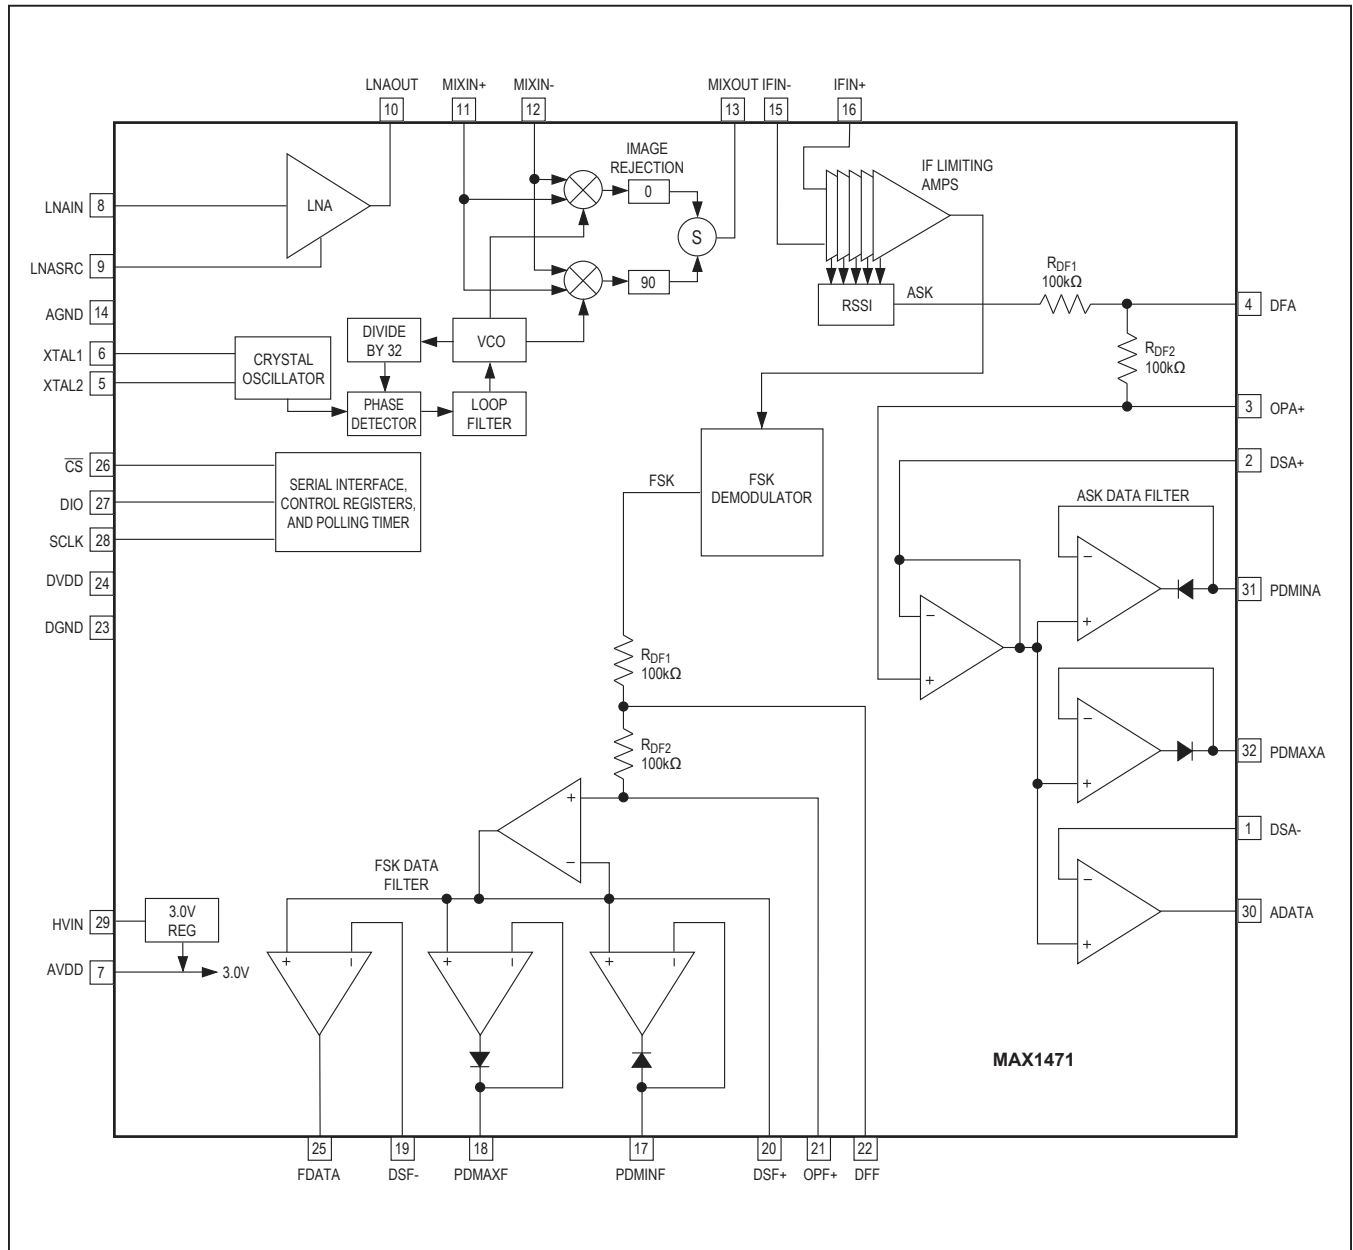 LNAOUT MIXIN+ MIXIN- MIXOUT IFIN- IFIN+
10 11 12 13 15 16
IMAGE
REJECTION
IF LIMITING
AMPS
LNAIN 8
LNA
0
S
LNASRC 9
90
RSSI
ASK
RDF1
100kΩ
4 DFA
AGND 14
XTAL1 6
XTAL2 5
CRYSTAL
OSCILLATOR
DIVIDE
BY 32
VCO
PHASE
DETECTOR
LOOP
FILTER
RDF2
100kΩ
3 OPA+
2 DSA+
CS 26
DIO 27
SCLK 28
SERIAL INTERFACE,
CONTROL REGISTERS,
AND POLLING TIMER
FSK
FSK
DEMODULATOR
ASK DATA FILTER
DVDD 24
DGND 23
−
+
−
+
31 PDMINA
RDF1
100kΩ
RDF2
100kΩ
−
+
32 PDMAXA
+
−
1 DSA-
−
+
30 ADATA
FSK DATA
FILTER
HVIN 29
3.0V
REG
AVDD 7
3.0V
+ −
+ −
+ −
MAX1471
25 19 18 17 20 21 22
FDATA DSF- PDMAXF PDMINF DSF+ OPF+ DFF